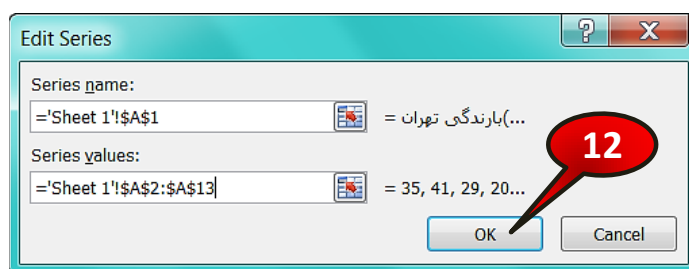 Edit Series
Series name:
='Sheet 1'!$A$1 = بارندگی تهران(...
Series values:
='Sheet 1'!$A$2:$A$13 = 35, 41, 29, 20...
12
OK Cancel